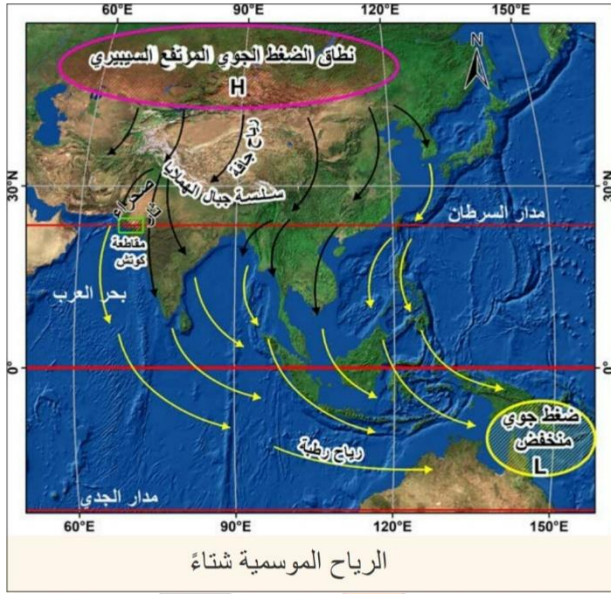 60°E 90°E 120°E 150°E
نطاق الضغط الجوي المرتفع السيبيري
H
N
رياح جافة
سلسة جبال الهملايا
30°N
30°N
صحراء
ثار
مدار السرطان
مقاطعة
كوتش
بحر العرب
0°
0°
ضغط جوي
منخفض
L
رياح رطبة
مدار الجدي
60°E 90°E 120°E 150°E
الرياح الموسمية شتاءً